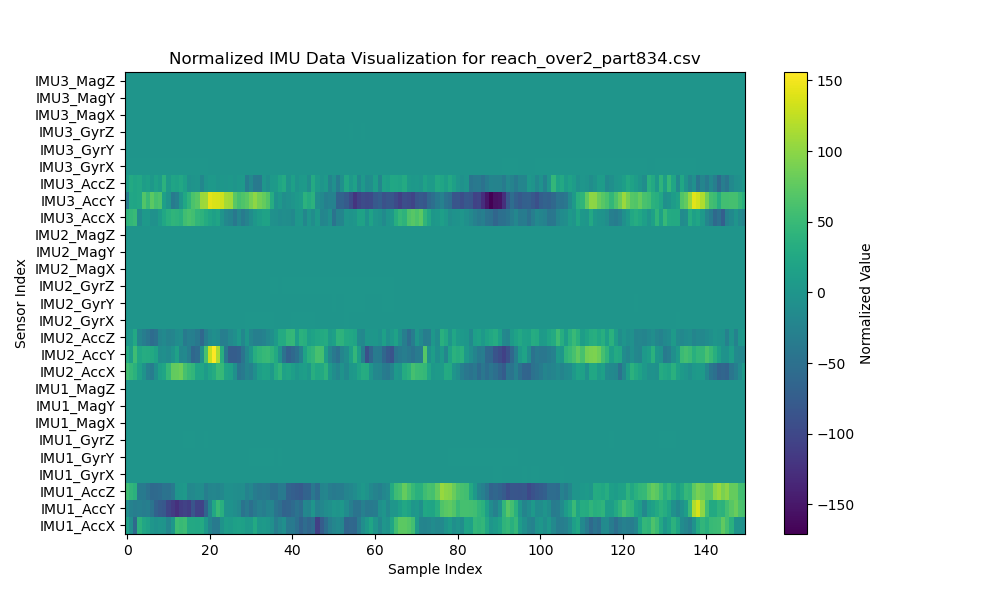 Normalized IMU Data Visualization for reach_over2_part834.csv
IMU3_MagZ
IMU3_MagY
IMU3_MagX
IMU3_GyrZ
IMU3_GyrY
IMU3_GyrX
IMU3_AccZ
IMU3_AccY
IMU3_AccX
IMU2_MagZ
IMU2_MagY
IMU2_MagX
IMU2_GyrZ
IMU2_GyrY
IMU2_GyrX
IMU2_AccZ
IMU2_AccY
IMU2_AccX
IMU1_MagZ
IMU1_MagY
IMU1_MagX
IMU1_GyrZ
IMU1_GyrY
IMU1_GyrX
IMU1_AccZ
IMU1_AccY
IMU1_AccX
Sensor Index
0 20 40 60 80 100 120 140
Sample Index
150
100
50
0
−50
−100
−150
Normalized Value